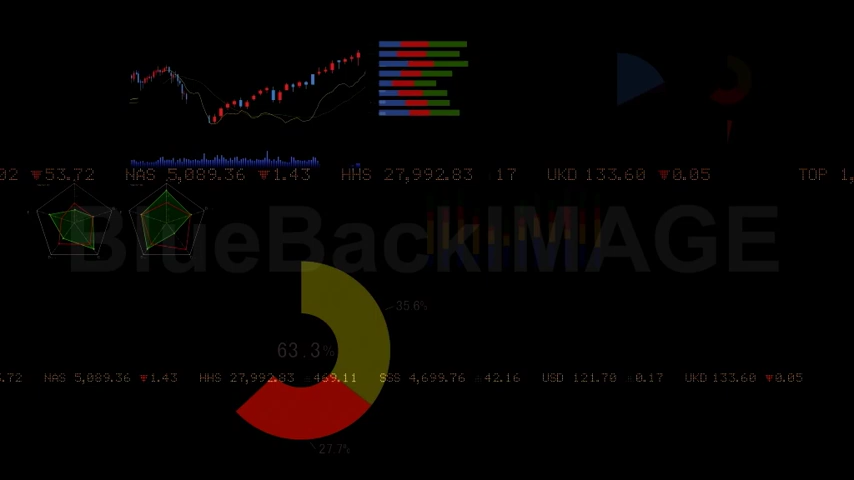 02 ▼53.72 NAS 5,089.36 ▼1.43 HHS 27,992.83 17 UKD 133.60 ▼0.05 TOP 1,
BlueBackIMAGE
35.6%
63.3%
.72 NAS 5,089.36 ▼1.43 HHS 27,992.83 469.11 SSS 4,699.76 42.16 USD 121.70 0.17 UKD 133.60 ▼0.05
27.7%